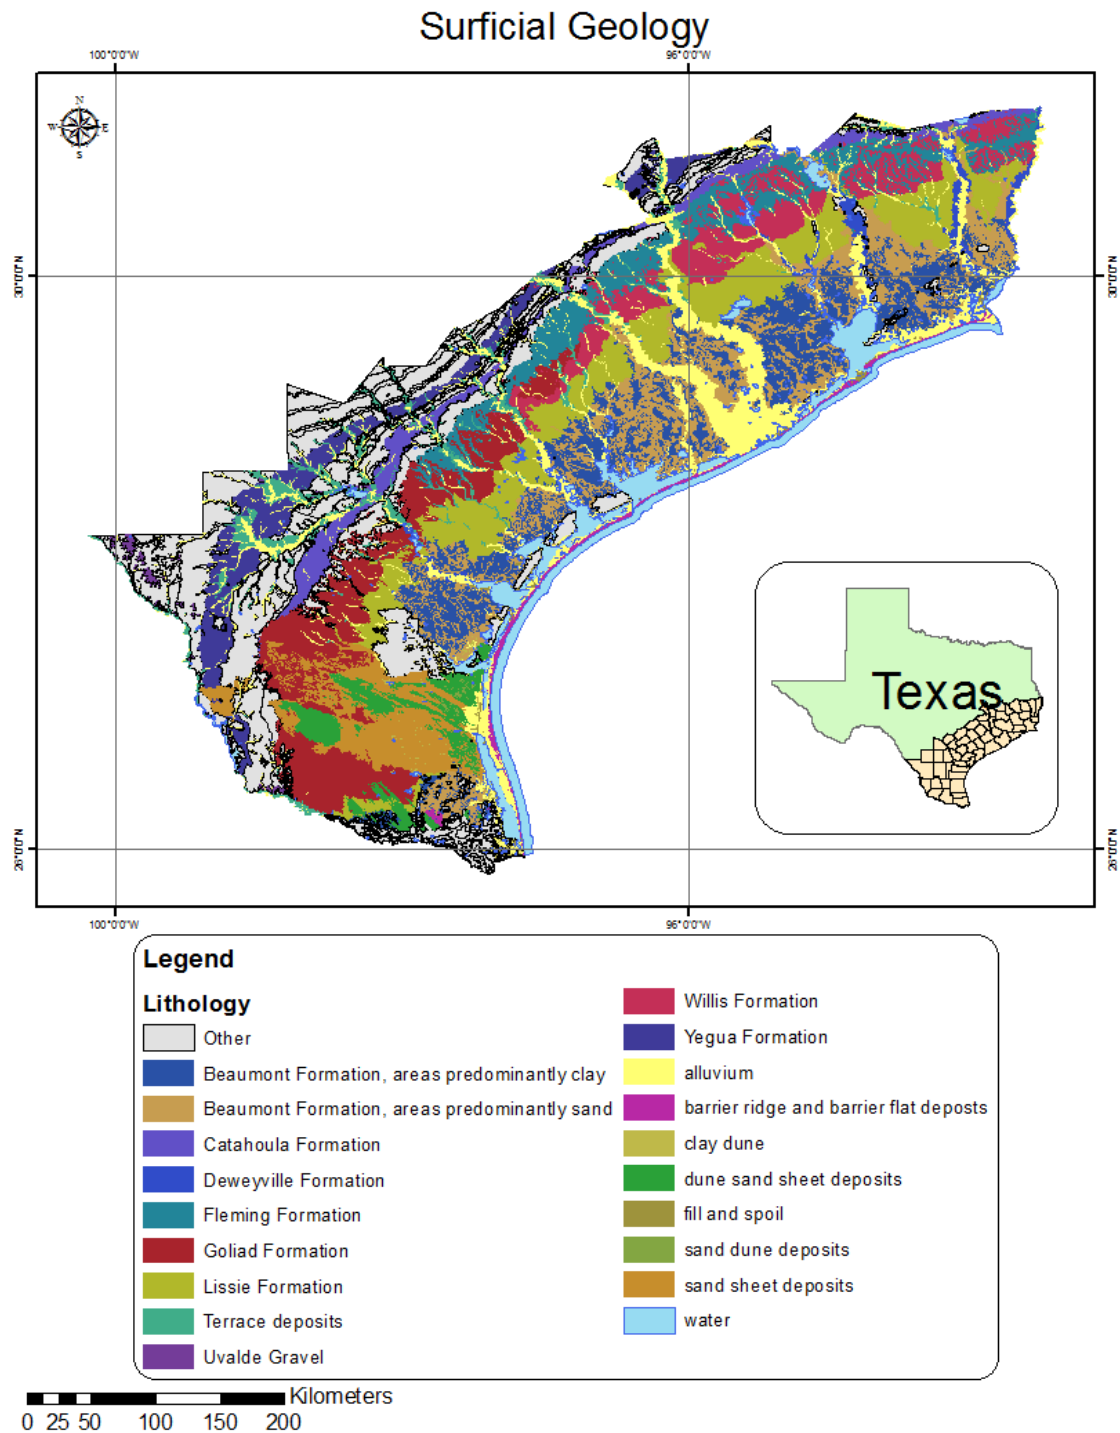 Surficial Geology
100°0'0"W 96°0'0"W
N
W E
S
30°0'0"N 30°0'0"N
Texas
26°0'0"N 26°0'0"N
100°0'0"W 96°0'0"W
Legend
Lithology
Other
Beaumont Formation, areas predominantly clay
Beaumont Formation, areas predominantly sand
Catahoula Formation
Deweyville Formation
Fleming Formation
Goliad Formation
Lissie Formation
Terrace deposits
Uvalde Gravel
Willis Formation
Yegua Formation
alluvium
barrier ridge and barrier flat deposts
clay dune
dune sand sheet deposits
fill and spoil
sand dune deposits
sand sheet deposits
water
Kilometers
0 25 50 100 150 200